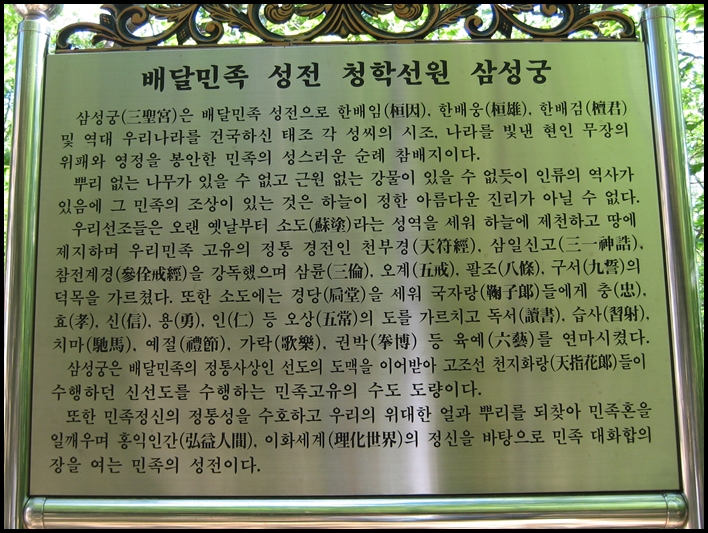 배달민족 성전 청학선원 삼성궁
삼성궁(三聖宮)은 배달민족 성전으로 한배임(桓因), 한배웅(桓雄), 한배검(檀君)
및 역대 우리나라를 건국하신 태조 각 성씨의 시조, 나라를 빛낸 현인 무장의
위패와 영정을 봉안한 민족의 성스러운 순례 참배지이다.
뿌리 없는 나무가 있을 수 없고 근원 없는 강물이 있을 수 없듯이 인류의 역사가
있음에 그 민족의 조상이 있는 것은 하늘이 정한 아름다운 진리가 아닐 수 없다.
우리선조들은 오랜 옛날부터 소도(蘇塗)라는 성역을 세워 하늘에 제천하고 땅에
제지하며 우리민족 고유의 정통 경전인 천부경(天符經), 삼일신고(三一神誥),
참전계경(參佺戒經)을 강독했으며 삼륜(三倫), 오계(五戒), 팔조(八條), 구서(九誓)의
덕목을 가르쳤다. 또한 소도에는 경당(扃堂)을 세워 국자랑(鞠子郞)들에게 충(忠),
효(孝), 신(信), 용(勇), 인(仁) 등 오상(五常)의 도를 가르치고 독서(讀書), 습사(習射),
치마(馳馬), 예절(禮節), 가락(歌樂), 권박(拳博) 등 육예(六藝)를 연마시켰다.
삼성궁은 배달민족의 정통사상인 선도의 도맥을 이어받아 고조선 천지화랑(天指花郞)들이
수행하던 신선도를 수행하는 민족고유의 수도 도량이다.
또한 민족정신의 정통성을 수호하고 우리의 위대한 얼과 뿌리를 되찾아 민족혼을
일깨우며 홍익인간(弘益人間), 이화세계(理化世界)의 정신을 바탕으로 민족 대화합의
장을 여는 민족의 성전이다.